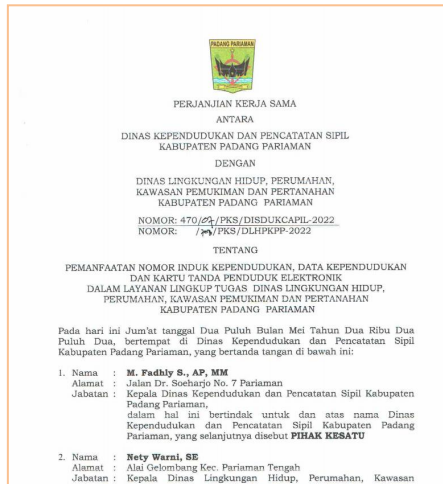 PADANG PARIAMAN
PERJANJIAN KERJA SAMA
ANTARA
DINAS KEPENDUDUKAN DAN PENCATATAN SIPIL
KABUPATEN PADANG PARIAMAN
DENGAN
DINAS LINGKUNGAN HIDUP, PERUMAHAN,
KAWASAN PEMUKIMAN DAN PERTANAHAN
KABUPATEN PADANG PARIAMAN
NOMOR: 470/07/PKS/DISDUKCAPIL-2022
NOMOR: / /PKS/DLHPKPP-2022
TENTANG
PEMANFAATAN NOMOR INDUK KEPENDUDUKAN, DATA KEPENDUDUKAN
DAN KARTU TANDA PENDUDUK ELEKTRONIK
DALAM LAYANAN LINGKUP TUGAS DINAS LINGKUNGAN HIDUP,
PERUMAHAN, KAWASAN PEMUKIMAN DAN PERTANAHAN
KABUPATEN PADANG PARIAMAN
Pada hari ini Jum'at tanggal Dua Puluh Bulan Mei Tahun Dua Ribu Dua
Puluh Dua, bertempat di Dinas Kependudukan dan Pencatatan Sipil
Kabupaten Padang Pariaman, yang bertanda tangan di bawah ini:
1. Nama : M. Fadhly S., AP, MM
Alamat : Jalan Dr. Soeharjo No. 7 Pariaman
Jabatan : Kepala Dinas Kependudukan dan Pencatatan Sipil Kabupaten
Padang Pariaman,
dalam hal ini bertindak untuk dan atas nama Dinas
Kependudukan dan Pencatatan Sipil Kabupaten Padang
Pariaman, yang selanjutnya disebut PIHAK KESATU
2. Nama : Nety Warni, SE
Alamat : Alai Gelombang Kec. Pariaman Tengah
Jabatan : Kepala Dinas Lingkungan Hidup, Perumahan, Kawasan